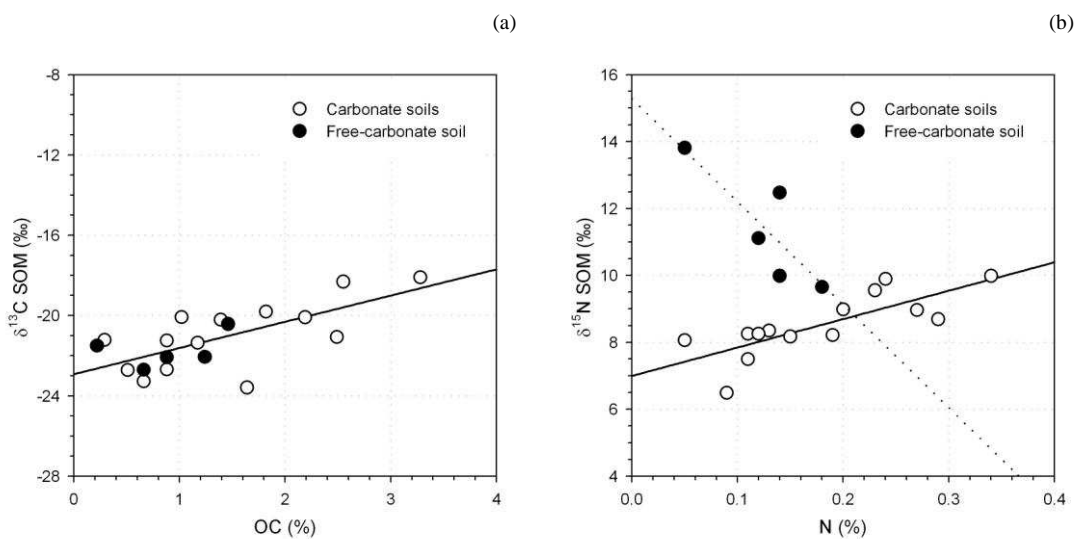 (a)
(b)
-8
-12
-16
-20
-24
-28
0
1
2
3
4
δ¹³C SOM (‰)
OC (%)
Carbonate soils
Free-carbonate soil
16
14
12
10
8
6
4
0.0
0.1
0.2
0.3
0.4
δ¹⁵N SOM (‰)
N (%)
Carbonate soils
Free-carbonate soil